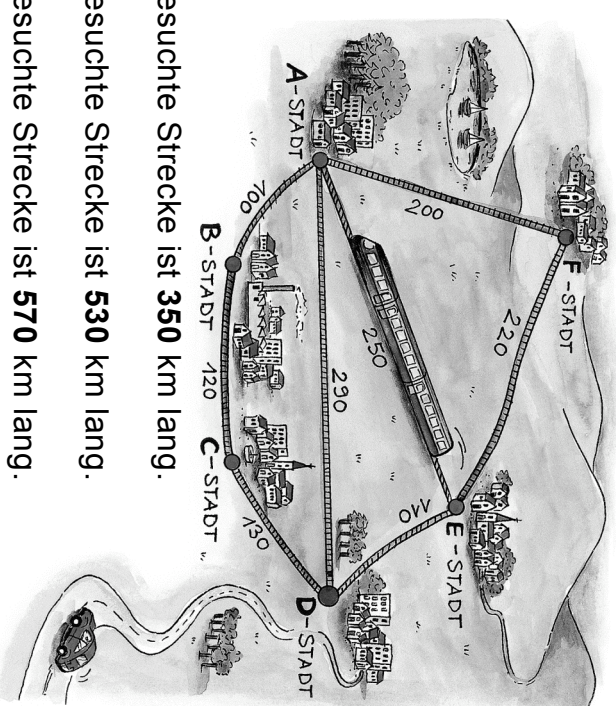 F-STADT
200
220
A-STADT
250
E-STADT
290
110
100
B-STADT
120
C-STADT
130
D-STADT
esuchte Strecke ist 350 km lang.
esuchte Strecke ist 530 km lang.
esuchte Strecke ist 570 km lang.